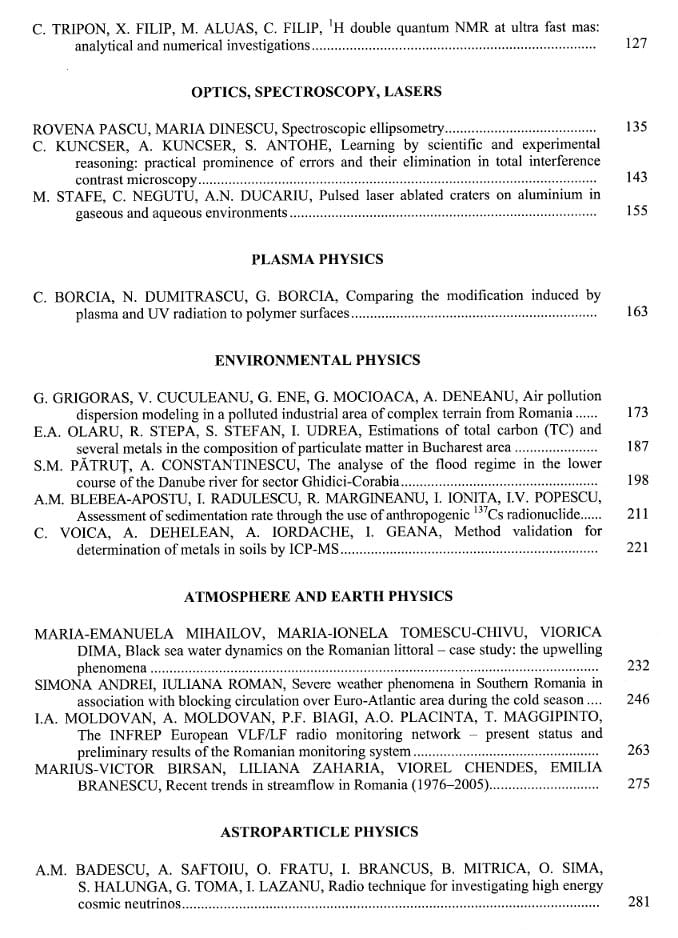 C. TRIPON, X. FILIP, M. ALUAS, C. FILIP, ¹H double quantum NMR at ultra fast mas:
analytical and numerical investigations........................................................................... 127
OPTICS, SPECTROSCOPY, LASERS
ROVENA PASCU, MARIA DINESCU, Spectroscopic ellipsometry........................................ 135
C. KUNCSER, A. KUNCSER, S. ANTOHE, Learning by scientific and experimental
reasoning: practical prominence of errors and their elimination in total interference
contrast microscopy......................................................................................................... 143
M. STAFE, C. NEGUTU, A.N. DUCARIU, Pulsed laser ablated craters on aluminium in
gaseous and aqueous environments................................................................................. 155
PLASMA PHYSICS
C. BORCIA, N. DUMITRASCU, G. BORCIA, Comparing the modification induced by
plasma and UV radiation to polymer surfaces................................................................. 163
ENVIRONMENTAL PHYSICS
G. GRIGORAS, V. CUCULEANU, G. ENE, G. MOCIOACA, A. DENEANU, Air pollution
dispersion modeling in a polluted industrial area of complex terrain from Romania...... 173
E.A. OLARU, R. STEPA, S. STEFAN, I. UDREA, Estimations of total carbon (TC) and
several metals in the composition of particulate matter in Bucharest area ...................... 187
S.M. PĂTRUȚ, A. CONSTANTINESCU, The analyse of the flood regime in the lower
course of the Danube river for sector Ghidici-Corabia.................................................... 198
A.M. BLEBEA-APOSTU, I. RADULESCU, R. MARGINEANU, I. IONITA, I.V. POPESCU,
Assessment of sedimentation rate through the use of anthropogenic ¹³⁷Cs radionuclide...... 211
C. VOICA, A. DEHELEAN, A. IORDACHE, I. GEANA, Method validation for
determination of metals in soils by ICP-MS.................................................................... 221
ATMOSPHERE AND EARTH PHYSICS
MARIA-EMANUELA MIHAILOV, MARIA-IONELA TOMESCU-CHIVU, VIORICA
DIMA, Black sea water dynamics on the Romanian littoral – case study: the upwelling
phenomena ...................................................................................................................... 232
SIMONA ANDREI, IULIANA ROMAN, Severe weather phenomena in Southern Romania in
association with blocking circulation over Euro-Atlantic area during the cold season .... 246
I.A. MOLDOVAN, A. MOLDOVAN, P.F. BIAGI, A.O. PLACINTA, T. MAGGIPINTO,
The INFREP European VLF/LF radio monitoring network – present status and
preliminary results of the Romanian monitoring system................................................. 263
MARIUS-VICTOR BIRSAN, LILIANA ZAHARIA, VIOREL CHENDES, EMILIA
BRANESCU, Recent trends in streamflow in Romania (1976–2005)............................. 275
ASTROPARTICLE PHYSICS
A.M. BADESCU, A. SAFTOIU, O. FRATU, I. BRANCUS, B. MITRICA, O. SIMA,
S. HALUNGA, G. TOMA, I. LAZANU, Radio technique for investigating high energy
cosmic neutrinos.............................................................................................................. 281